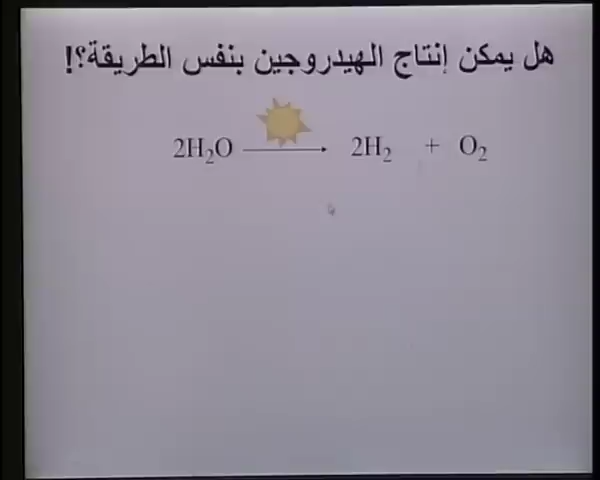 هل يمكن إنتاج الهيدروجين بنفس الطريقة؟!
2H₂O → 2H₂ + O₂